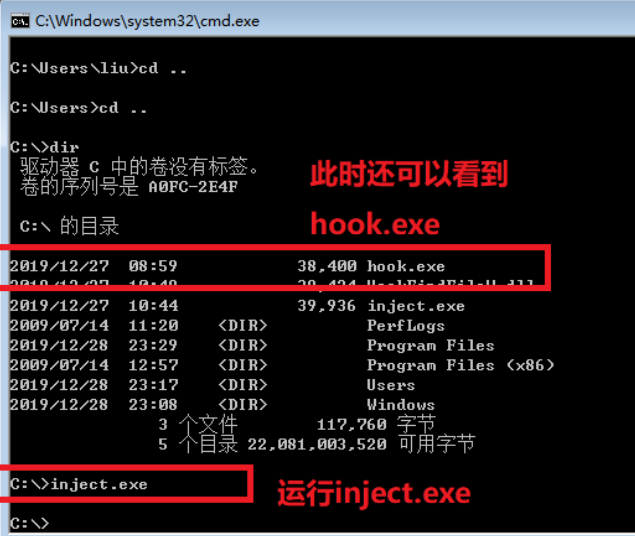 C:\Windows\system32\cmd.exe
C:\Users\liu>cd ..
C:\Users>cd ..
C:\>dir
驱动器 C 中的卷没有标签。
卷的序列号是 A0FC-2E4F
此时还可以看到
hook.exe
C:\ 的目录
2019/12/27 08:59 38,400 hook.exe
2019/12/27 39,424 HookFindFileW.dll
2019/12/27 10:44 39,936 inject.exe
2009/07/14 11:20 <DIR> PerfLogs
2019/12/28 23:29 <DIR> Program Files
2009/07/14 12:57 <DIR> Program Files (x86)
2019/12/28 23:17 <DIR> Users
2019/12/28 23:08 <DIR> Windows
3 个文件 117,760 字节
5 个目录 22,081,003,520 可用字节
C:\>inject.exe
运行inject.exe
C:\>